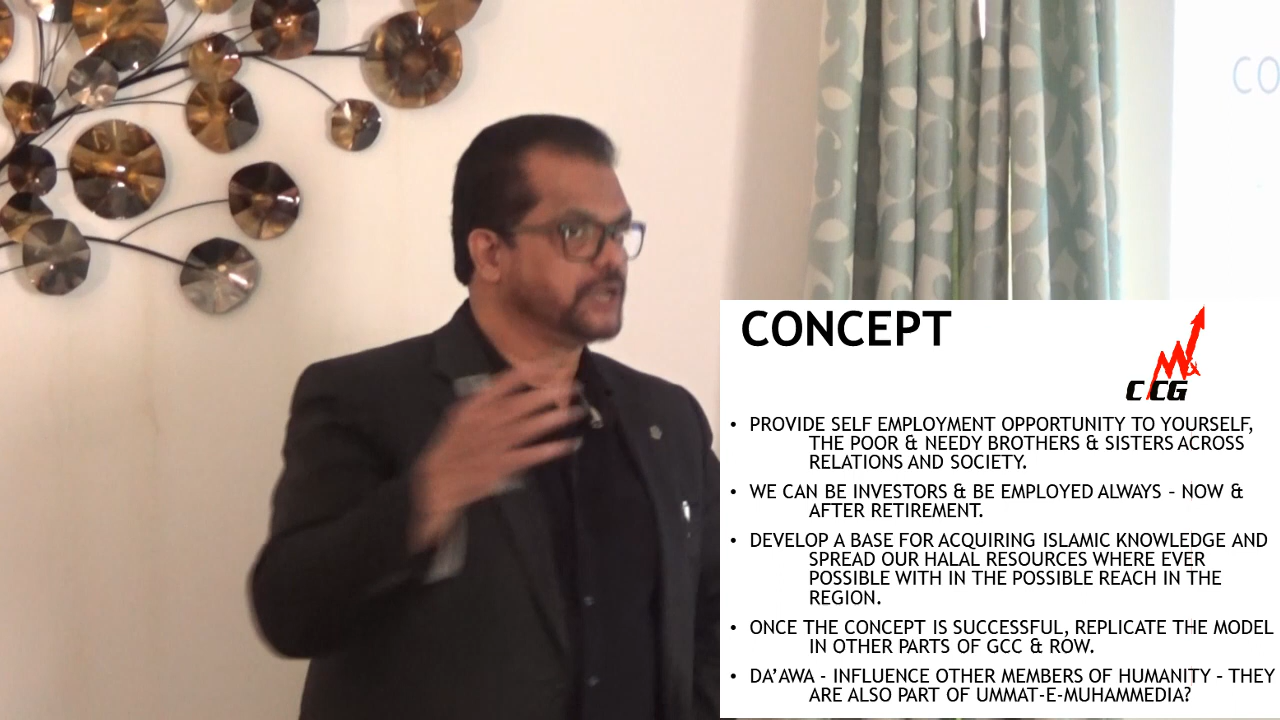 CO
CONCEPT
M&
C CG
• PROVIDE SELF EMPLOYMENT OPPORTUNITY TO YOURSELF,
THE POOR & NEEDY BROTHERS & SISTERS ACROSS
RELATIONS AND SOCIETY.
• WE CAN BE INVESTORS & BE EMPLOYED ALWAYS – NOW &
AFTER RETIREMENT.
• DEVELOP A BASE FOR ACQUIRING ISLAMIC KNOWLEDGE AND
SPREAD OUR HALAL RESOURCES WHERE EVER
POSSIBLE WITH IN THE POSSIBLE REACH IN THE
REGION.
• ONCE THE CONCEPT IS SUCCESSFUL, REPLICATE THE MODEL
IN OTHER PARTS OF GCC & ROW.
• DA’AWA - INFLUENCE OTHER MEMBERS OF HUMANITY – THEY
ARE ALSO PART OF UMMAT-E-MUHAMMEDIA?